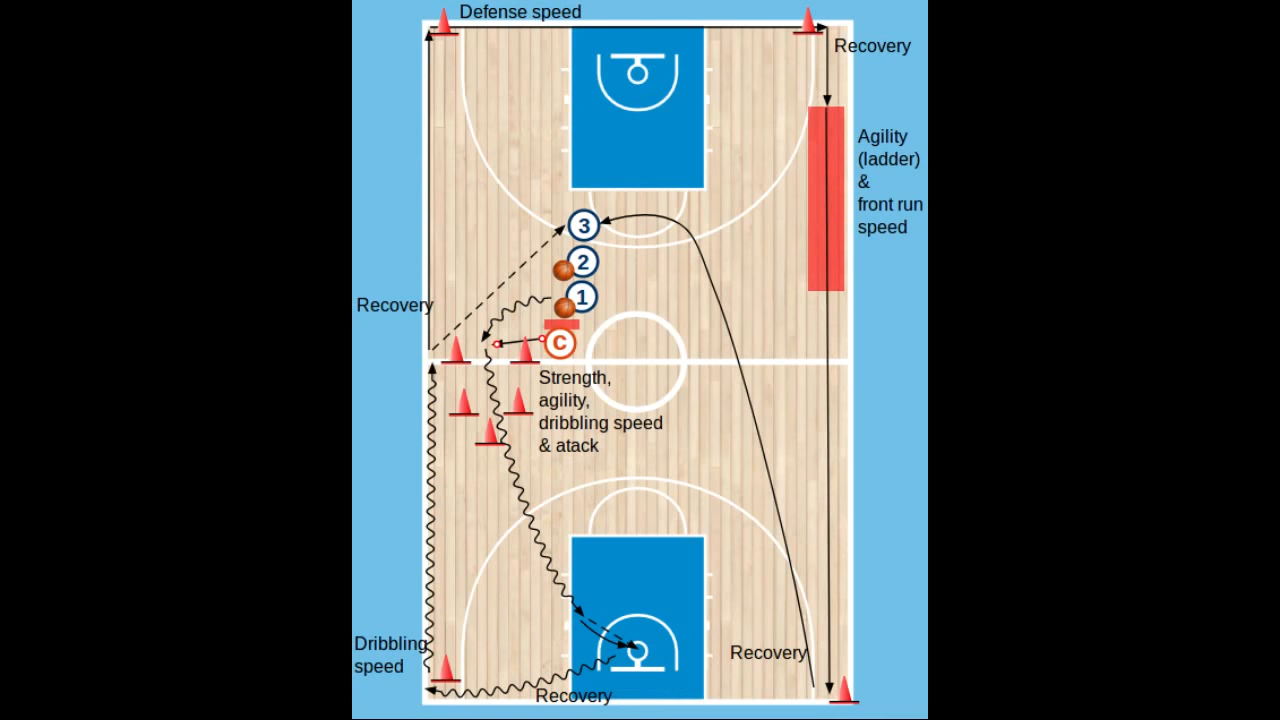 Defense speed
Recovery
Agility
(ladder)
&
front run
speed
3
2
1
Recovery
C
Strength,
agility,
dribbling speed
& atack
Dribbling
speed
Recovery
Recovery